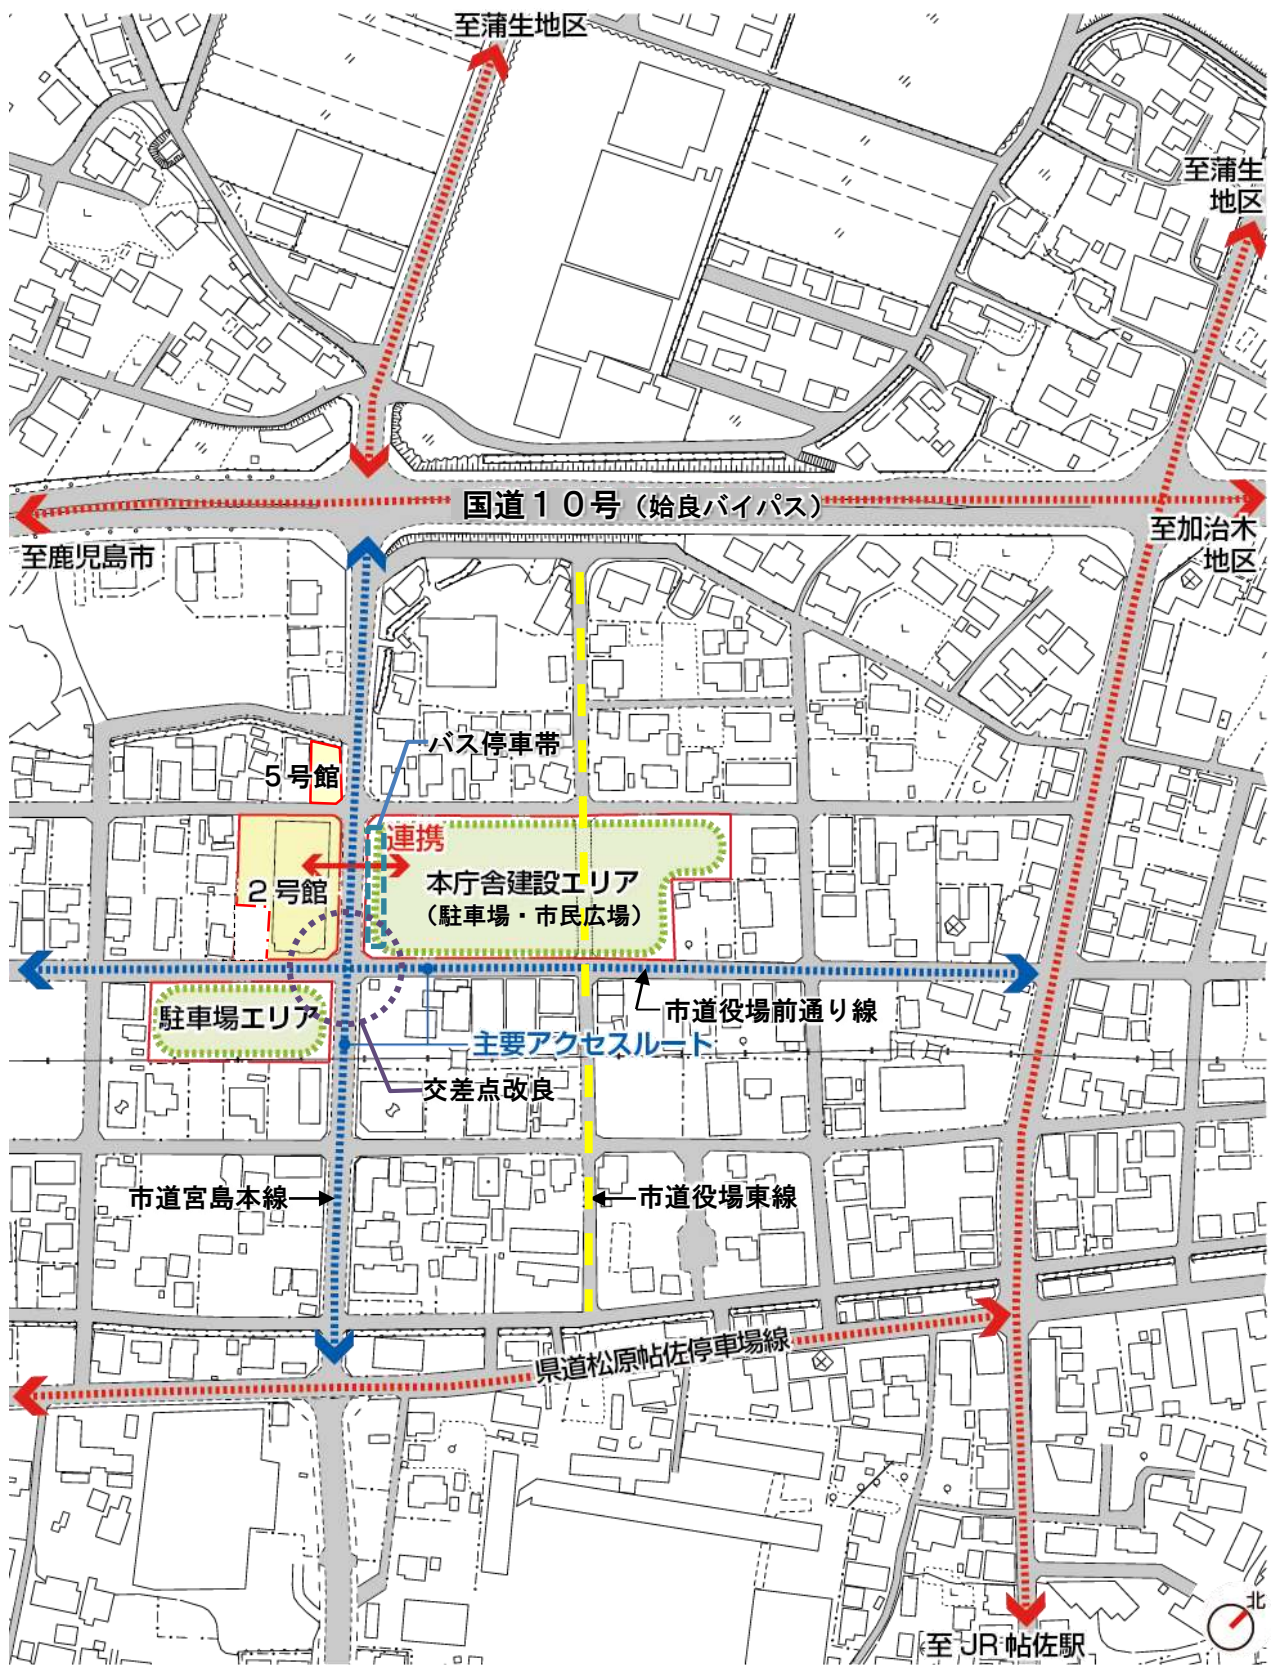 至蒲生地区
至蒲生
地区
国道１０号（姶良バイパス）
至鹿児島市
至加治木
地区
バス停車帯
５号館
連携
２号館
本庁舎建設エリア
（駐車場・市民広場）
市道役場前通り線
駐車場エリア
主要アクセスルート
交差点改良
市道宮島本線
市道役場東線
県道松原帖佐停車場線
北
至 JR 帖佐駅